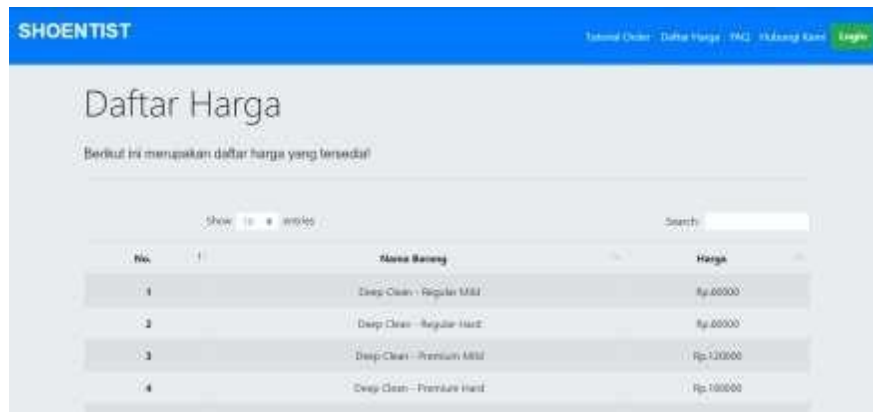 SHOENTIST
Tutorial Order Daftar Harga FAQ Hubungi Kami Login
Daftar Harga
Berikut ini merupakan daftar harga yang tersedia!
Show 10 entries Search:
No. Nama Barang Harga
1 Deep Clean - Regular Mild
2 Deep Clean - Regular Hard
3 Deep Clean - Premium Mild Rp.120000
4 Deep Clean - Premium Hard